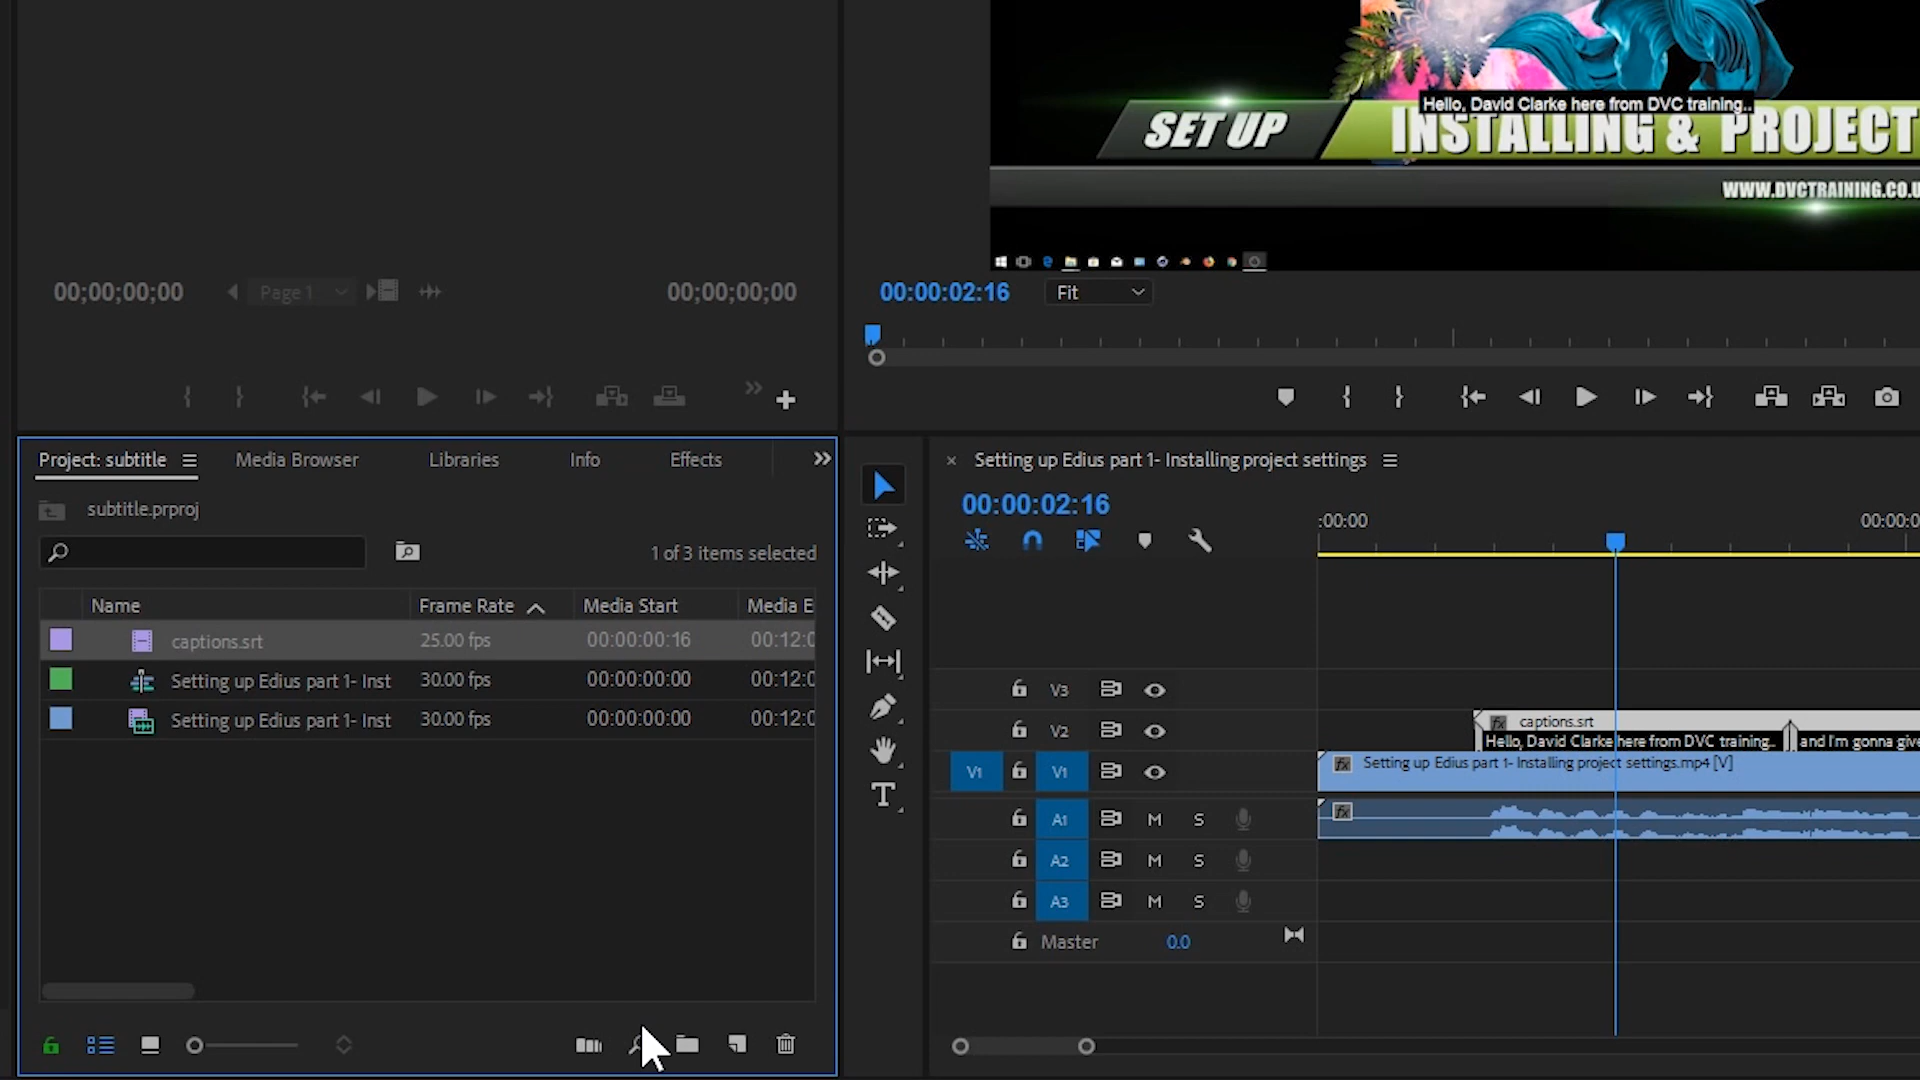 Hello, David Clarke here from DVC training..
SET UP
INSTALLING & PROJECT
WWW.DVCTRAINING.CO.U
00;00;00;00
Page 1
00;00;00;00
00:00:02:16
Fit
Project: subtitle
Media Browser
Libraries
Info
Effects
subtitle.prproj
1 of 3 items selected
Name
Frame Rate
Media Start
Media E
captions.srt
25.00 fps
00:00:00:16
00:12:0
Setting up Edius part 1- Inst
30.00 fps
00:00:00:00
00:12:0
Setting up Edius part 1- Inst
30.00 fps
00:00:00:00
00:12:0
× Setting up Edius part 1- Installing project settings
00:00:02:16
:00:00
00:00:0
V3
V2
fx captions.srt
Hello, David Clarke here from DVC training..
and I'm gonna give
V1
V1
fx Setting up Edius part 1- Installing project settings.mp4 [V]
A1
M
S
fx
A2
M
S
A3
M
S
Master
0.0
T